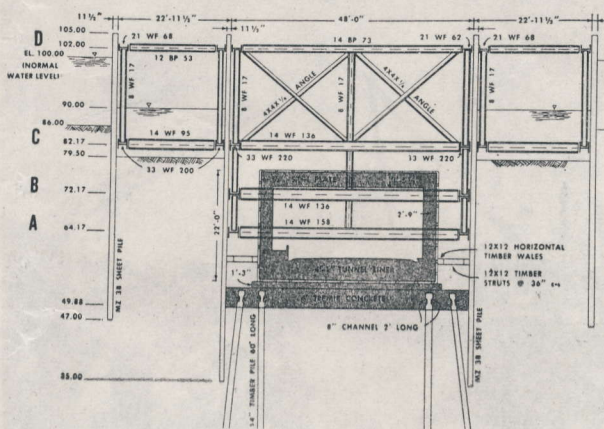 11½" 22'-11½" 48'-0" 22'-11½" 11½"
11½"
105.00
D
102.00
EL. 100.00
(NORMAL
WATER LEVEL)
21 WF 68
14 BP 73
21 WF 62
21 WF 68
12 BP 53
8 WF 17
8 WF 17
4X4X¼ ANGLE
8 WF 17
4X4X¼ ANGLE
8 WF 17
90.00
86.00
C
82.17
79.50
14 WF 95
14 WF 136
33 WF 200
33 WF 220
33 WF 220
B
72.17
14 WF 136
2'-9"
22'-0"
A
64.17
14 WF 158
12X12 HORIZONTAL
TIMBER WALES
TUNNEL LINER
12X12 TIMBER
STRUTS @ 36"
1'-3"
CONCRETE
49.88
47.00
MZ 38 SHEET PILE
8" CHANNEL 2' LONG
14" TIMBER PILE 60' LONG
MZ 38 SHEET PILE